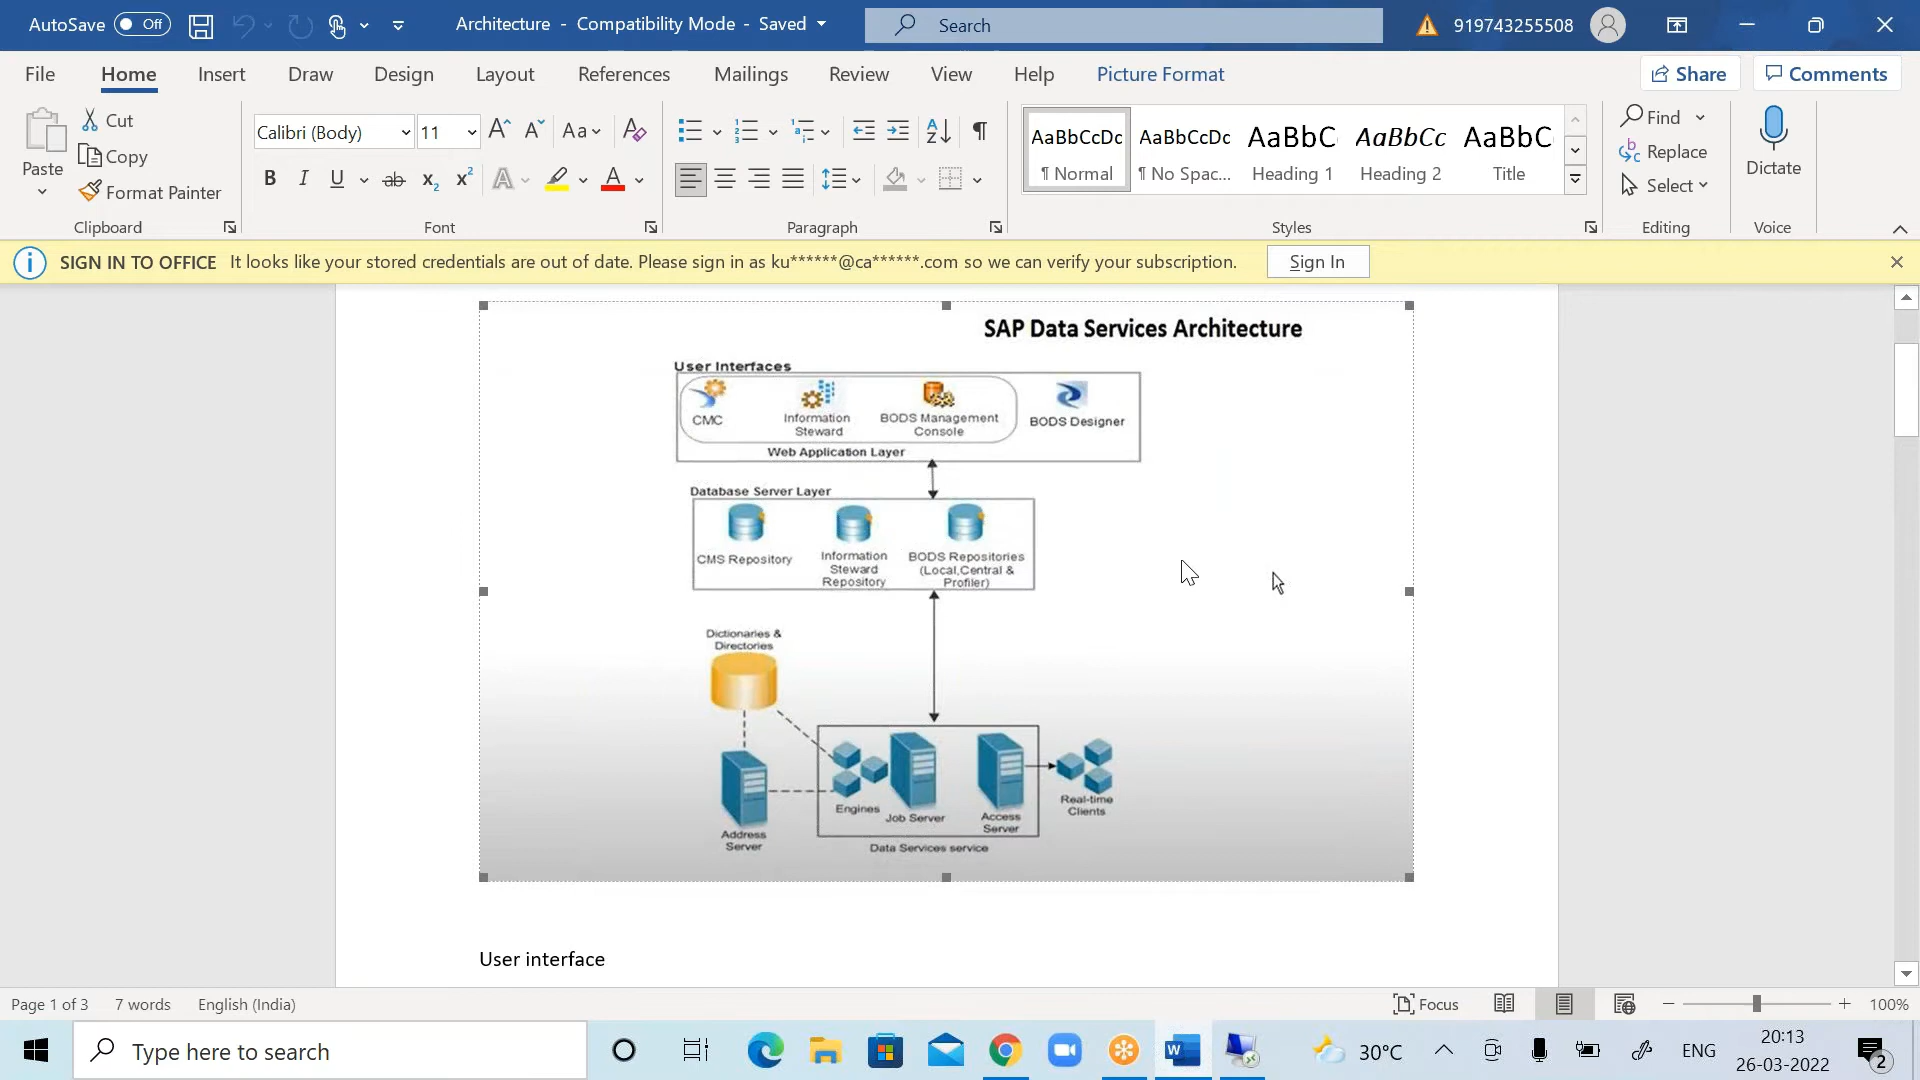 AutoSave Off Architecture - Compatibility Mode - Saved Search 919743255508
File Home Insert Draw Design Layout References Mailings Review View Help Picture Format Share Comments
Paste Cut Copy Format Painter
Clipboard
Calibri (Body) 11 Aa
B I U ab x₂ x² A A
Font
Paragraph
AaBbCcDc AaBbCcDc AaBbC AaBbCc AaBbC
¶ Normal ¶ No Spac... Heading 1 Heading 2 Title
Styles
Find
Replace
Select
Editing
Dictate
Voice
SIGN IN TO OFFICE It looks like your stored credentials are out of date. Please sign in as ku******@ca******.com so we can verify your subscription. Sign In
SAP Data Services Architecture
User Interfaces
CMC
Information
Steward
BODS Management
Console
BODS Designer
Web Application Layer
Database Server Layer
CMS Repository
Information
Steward
Repository
BODS Repositories
(Local,Central &
Profiler)
Dictionaries &
Directories
Address
Server
Engines
Job Server
Access
Server
Real-time
Clients
Data Services service
User interface
Page 1 of 3 7 words English (India) Focus 100%
Type here to search 30°C ENG 20:13
26-03-2022 2